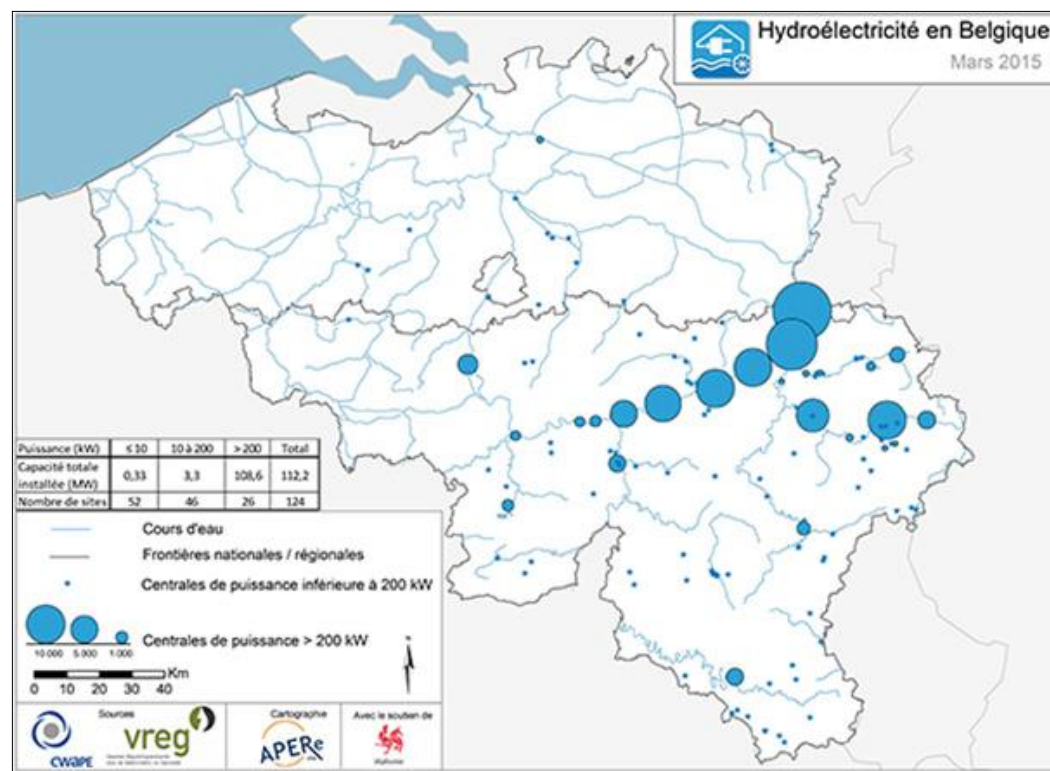 Hydroélectricité en Belgique
Mars 2015
Puissance (kW) ≤ 10 10 à 200 > 200 Total
Capacité totale
installée (MW) 0,33 3,3 108,6 112,2
Nombre de sites 52 46 26 124
Cours d'eau
Frontières nationales / régionales
Centrales de puissance inférieure à 200 kW
Centrales de puissance > 200 kW
10 000 5 000 1 000
Km
0 10 20 30 40
Sources
CWAPE
vreg
Cartographie
APERe
Avec le soutien de
Wallonie